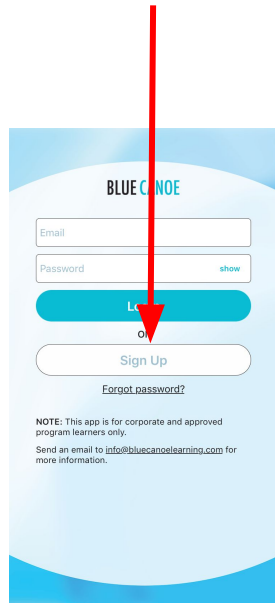 BLUE CANOE
Email
Password show
or
Sign Up
Forgot password?
NOTE: This app is for corporate and approved
program learners only.
Send an email to info@bluecanoelearning.com for
more information.